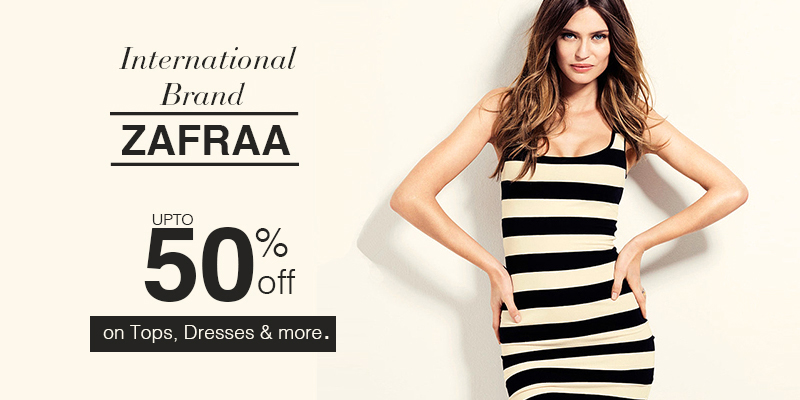 International
Brand
ZAFRAA
UPTO
50%
off
on Tops, Dresses & more.